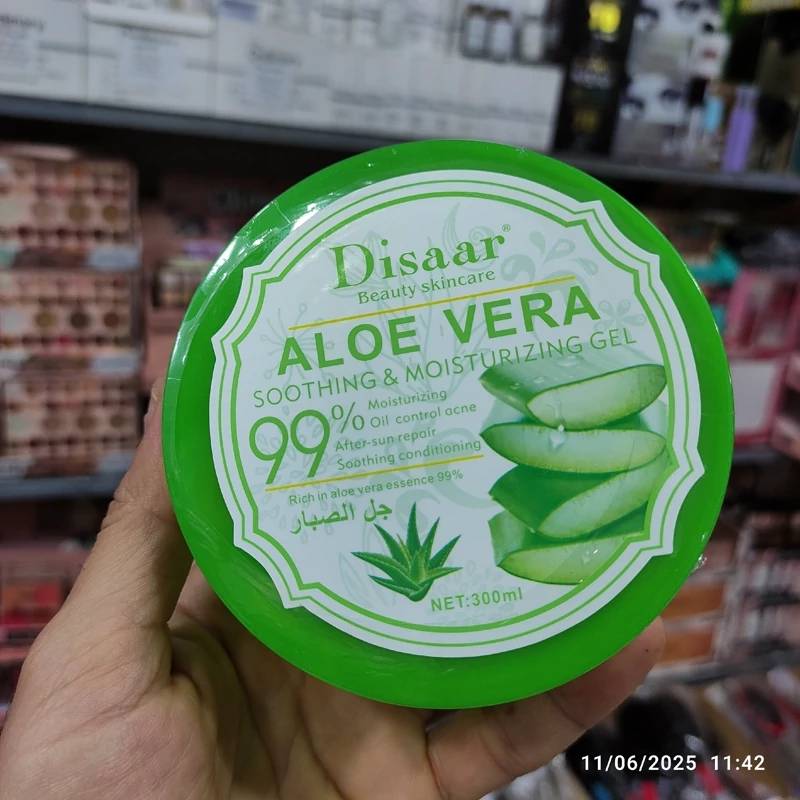 Disaar®
Beauty skincare
ALOE VERA
SOOTHING & MOISTURIZING GEL
99%
Moisturizing
Oil control acne
After-sun repair
Soothing conditioning
Rich in aloe vera essence 99%
جل الصبار
NET:300ml
11/06/2025 11:42